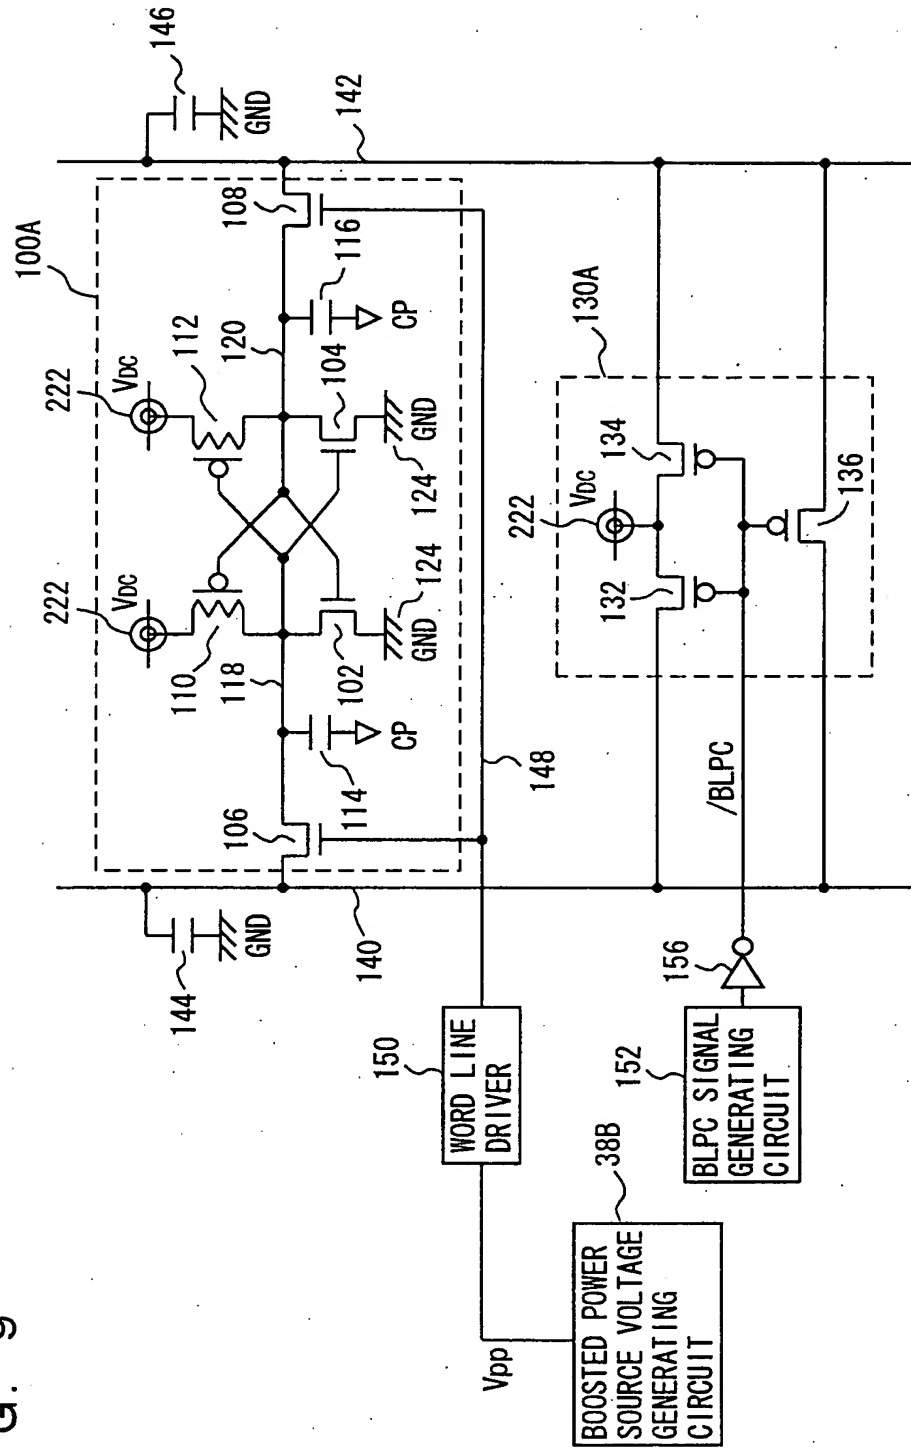 G. 9
100A
146
GND
142
222
VDC
112
120
108
116
CP
104
GND
124
222
VDC
110
118
102
GND
124
114
CP
106
148
144
GND
140
150
WORD LINE
DRIVER
Vpp
38B
BOOSTED POWER
SOURCE VOLTAGE
GENERATING
CIRCUIT
130A
222
VDC
132
134
136
/BLPC
156
152
BLPC SIGNAL
GENERATING
CIRCUIT